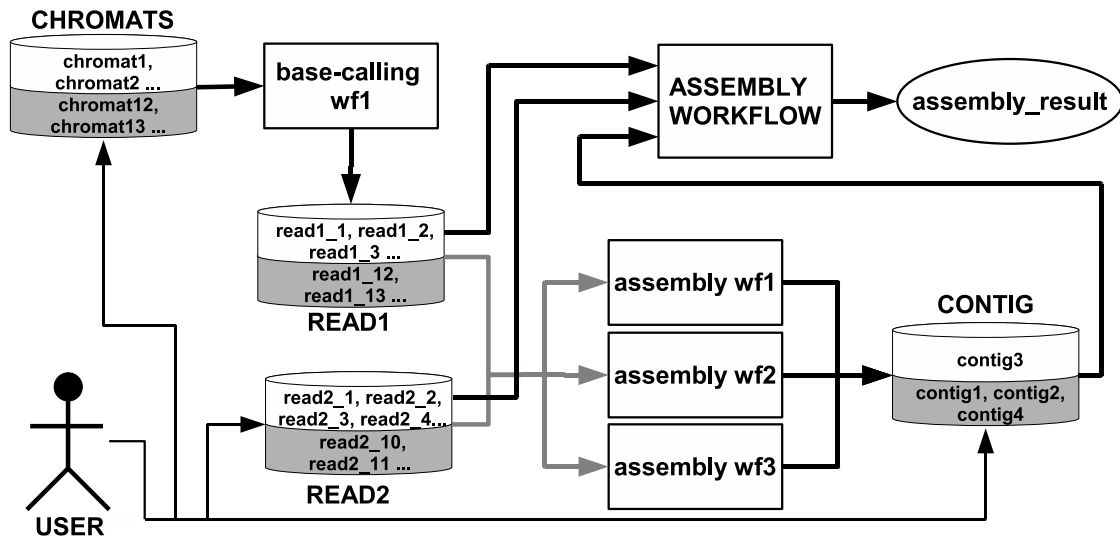 CHROMATS
chromat1,
chromat2 ...
chromat12,
chromat13 ...
base-calling
wf1
ASSEMBLY
WORKFLOW
assembly_result
read1_1, read1_2,
read1_3 ...
read1_12,
read1_13 ...
READ1
assembly wf1
assembly wf2
assembly wf3
CONTIG
contig3
contig1, contig2,
contig4
read2_1, read2_2,
read2_3, read2_4...
read2_10,
read2_11 ...
READ2
USER